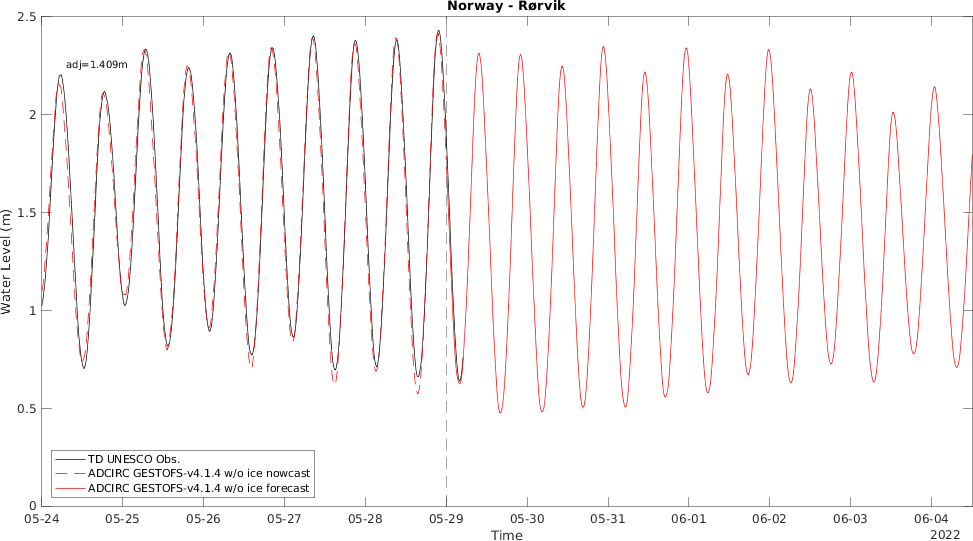 Norway - Rørvik
adj=1.409m
Water Level (m)
2.5
2
1.5
1
0.5
0
TD UNESCO Obs.
ADCIRC GESTOFS-v4.1.4 w/o ice nowcast
ADCIRC GESTOFS-v4.1.4 w/o ice forecast
05-24 05-25 05-26 05-27 05-28 05-29 05-30 05-31 06-01 06-02 06-03 06-04
2022
Time